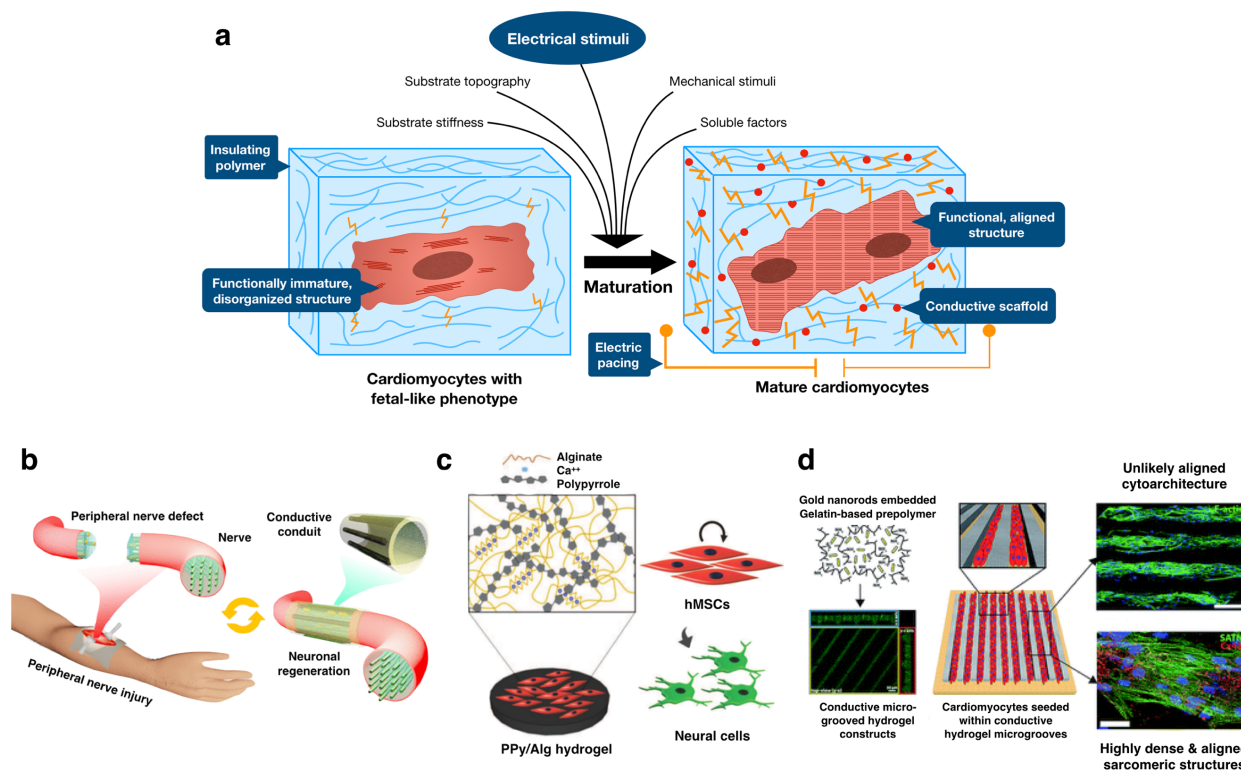 a
Electrical stimuli
Substrate topography
Mechanical stimuli
Substrate stiffness
Soluble factors
Insulating
polymer
Functionally immature,
disorganized structure
Maturation
Functional, aligned
structure
Conductive scaffold
Electric
pacing
Cardiomyocytes with
fetal-like phenotype
Mature cardiomyocytes
b
Peripheral nerve defect
Nerve
Conductive
conduit
Peripheral nerve injury
Neuronal
regeneration
c
Alginate
Ca++
Polypyrrole
hMSCs
PPy/Alg hydrogel
Neural cells
d
Gold nanorods embedded
Gelatin-based prepolymer
Conductive micro-
grooved hydrogel
constructs
Cardiomyocytes seeded
within conductive
hydrogel microgrooves
Unlikely aligned
cytoarchitecture
F-actin
Highly dense & aligned
sarcomeric structures